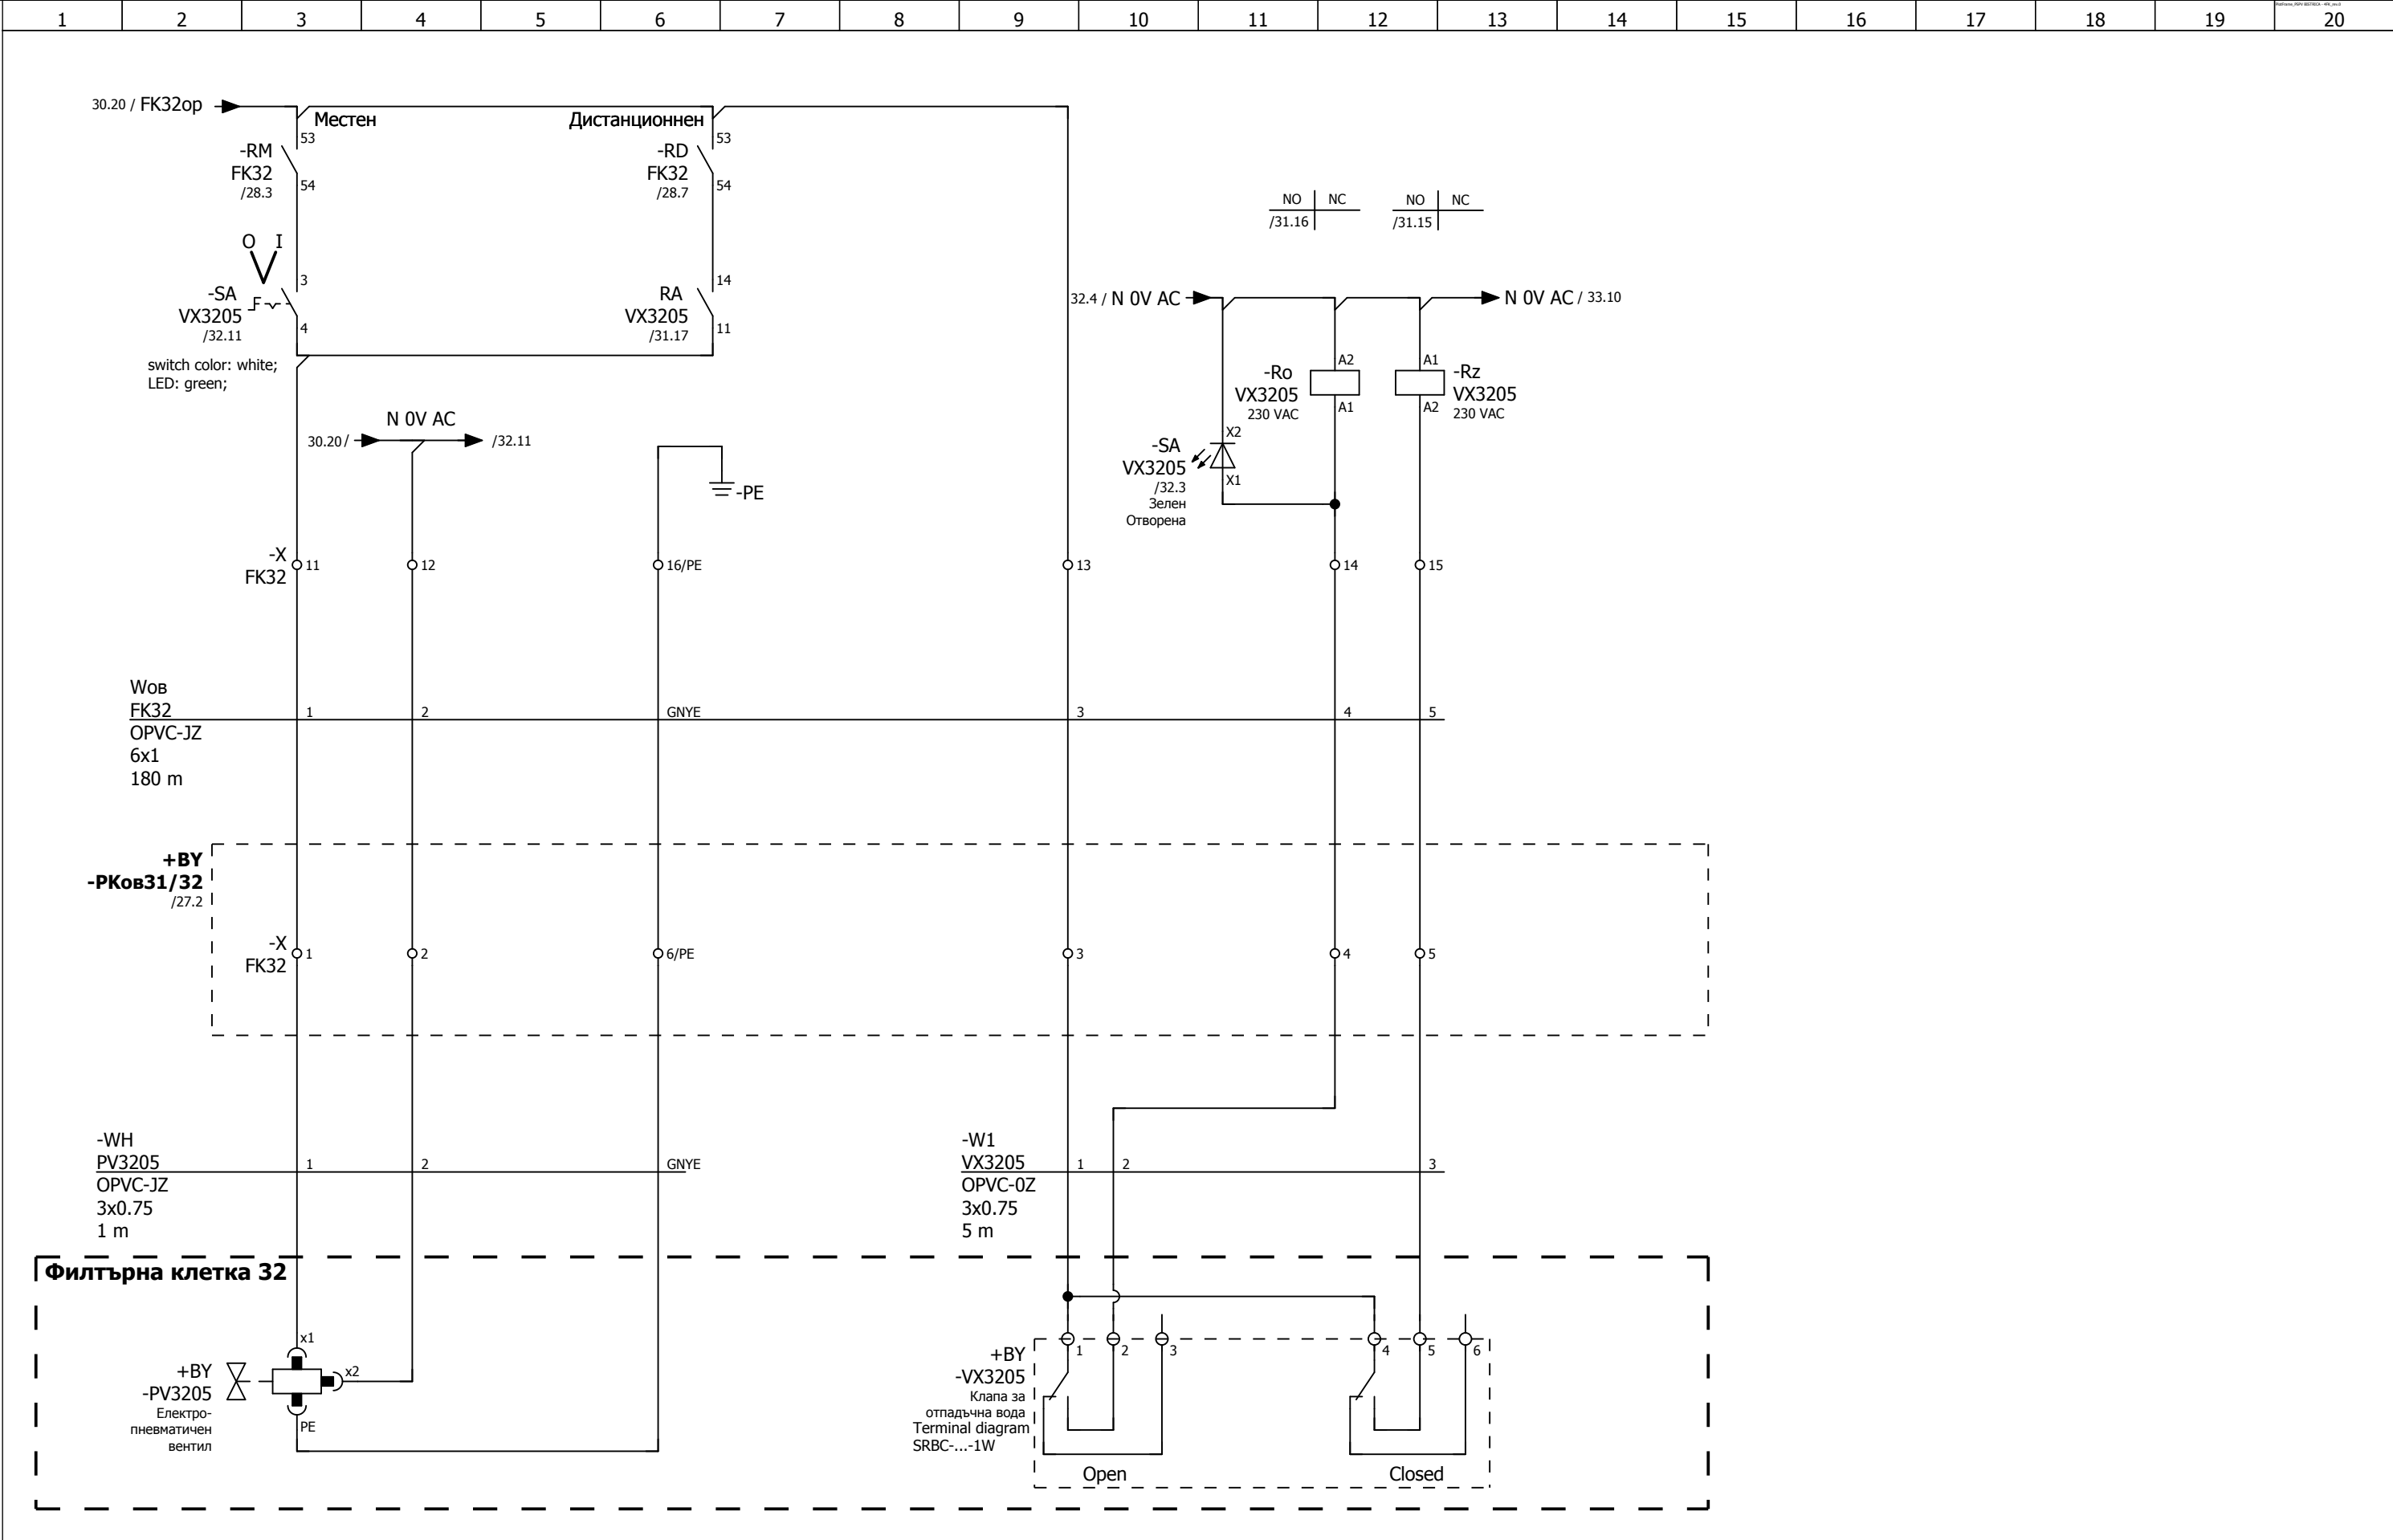 1 2 3 4 5 6 7 8 9 10 11 12 13 14 15 16 17 18 19 20
30.20 / FK32op
Местен
Дистанционнен
53
-RM
FK32
/28.3
54
53
-RD
FK32
/28.7
54
NO NC
/31.16
NO NC
/31.15
O I
3
-SA
VX3205
/32.11
4
switch color: white;
LED: green;
14
RA
VX3205
/31.17
11
32.4 / N 0V AC
N 0V AC / 33.10
A2
-Ro
VX3205
230 VAC
A1
A1
-Rz
VX3205
230 VAC
A2
N 0V AC
30.20/
/32.11
-PE
X2
-SA
VX3205
/32.3
Зелен
Отворена
X1
-X
FK32
11
12
16/PE
13
14
15
Wов
FK32
OPVC-JZ
6x1
180 m
1
2
GNYE
3
4
5
+BY
-РКов31/32
/27.2
-X
FK32
1
2
6/PE
3
4
5
-WH
PV3205
OPVC-JZ
3x0.75
1 m
1
2
GNYE
-W1
VX3205
OPVC-0Z
3x0.75
5 m
1
2
3
Филтърна клетка 32
x1
x2
PE
+BY
-PV3205
Електро-
пневматичен
вентил
+BY
-VX3205
Клапа за
отпадъчна вода
Terminal diagram
SRBC-...-1W
1
2
3
4
5
6
Open
Closed